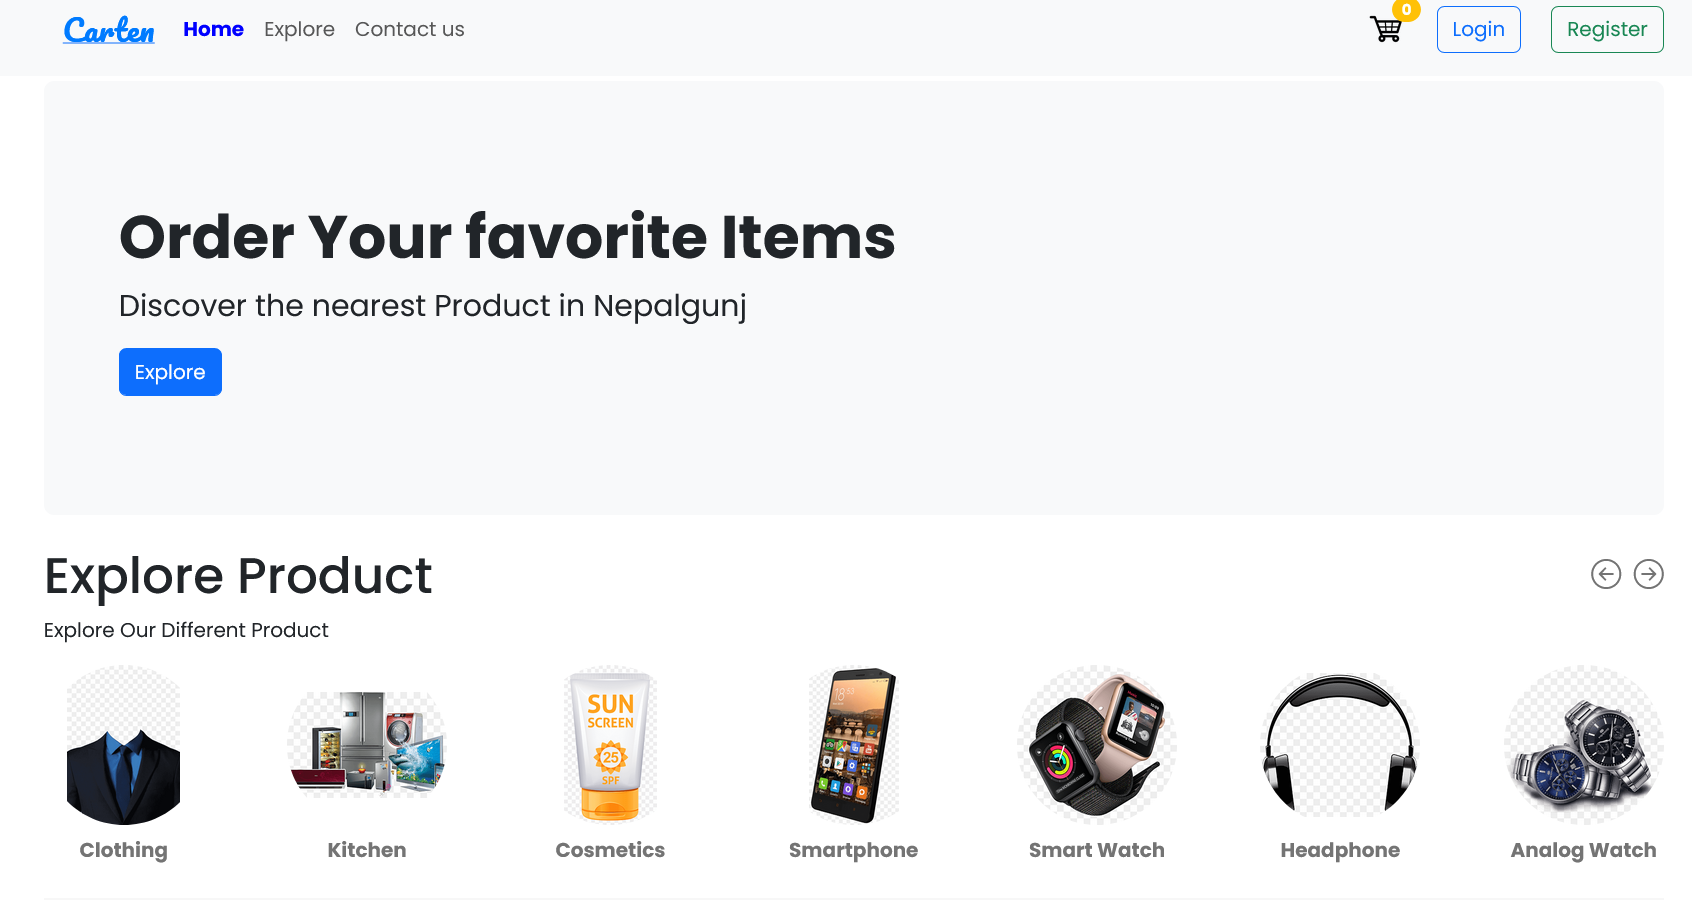 Carten Home Explore Contact us 0 Login Register
Order Your favorite Items
Discover the nearest Product in Nepalgunj
Explore
Explore Product
Explore Our Different Product
SUN
SCREEN
25
SPF
18:53
Clothing Kitchen Cosmetics Smartphone Smart Watch Headphone Analog Watch